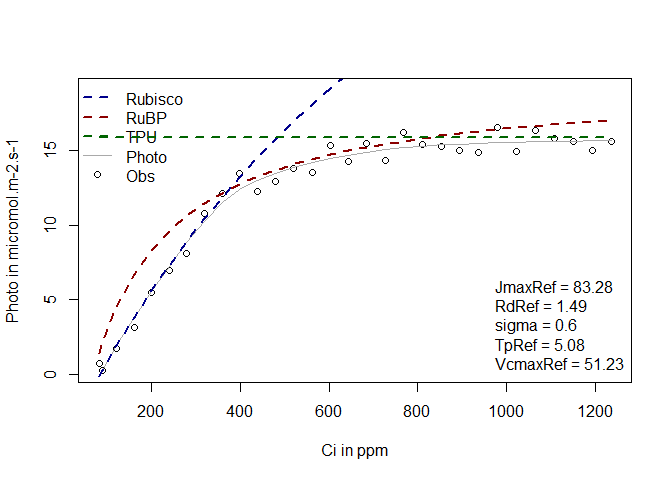 Rubisco
RuBP
TPU
Photo
Obs
Photo in micromol.m-2.s-1
15
10
5
0
JmaxRef = 83.28
RdRef = 1.49
sigma = 0.6
TpRef = 5.08
VcmaxRef = 51.23
200 400 600 800 1000 1200
Ci in ppm